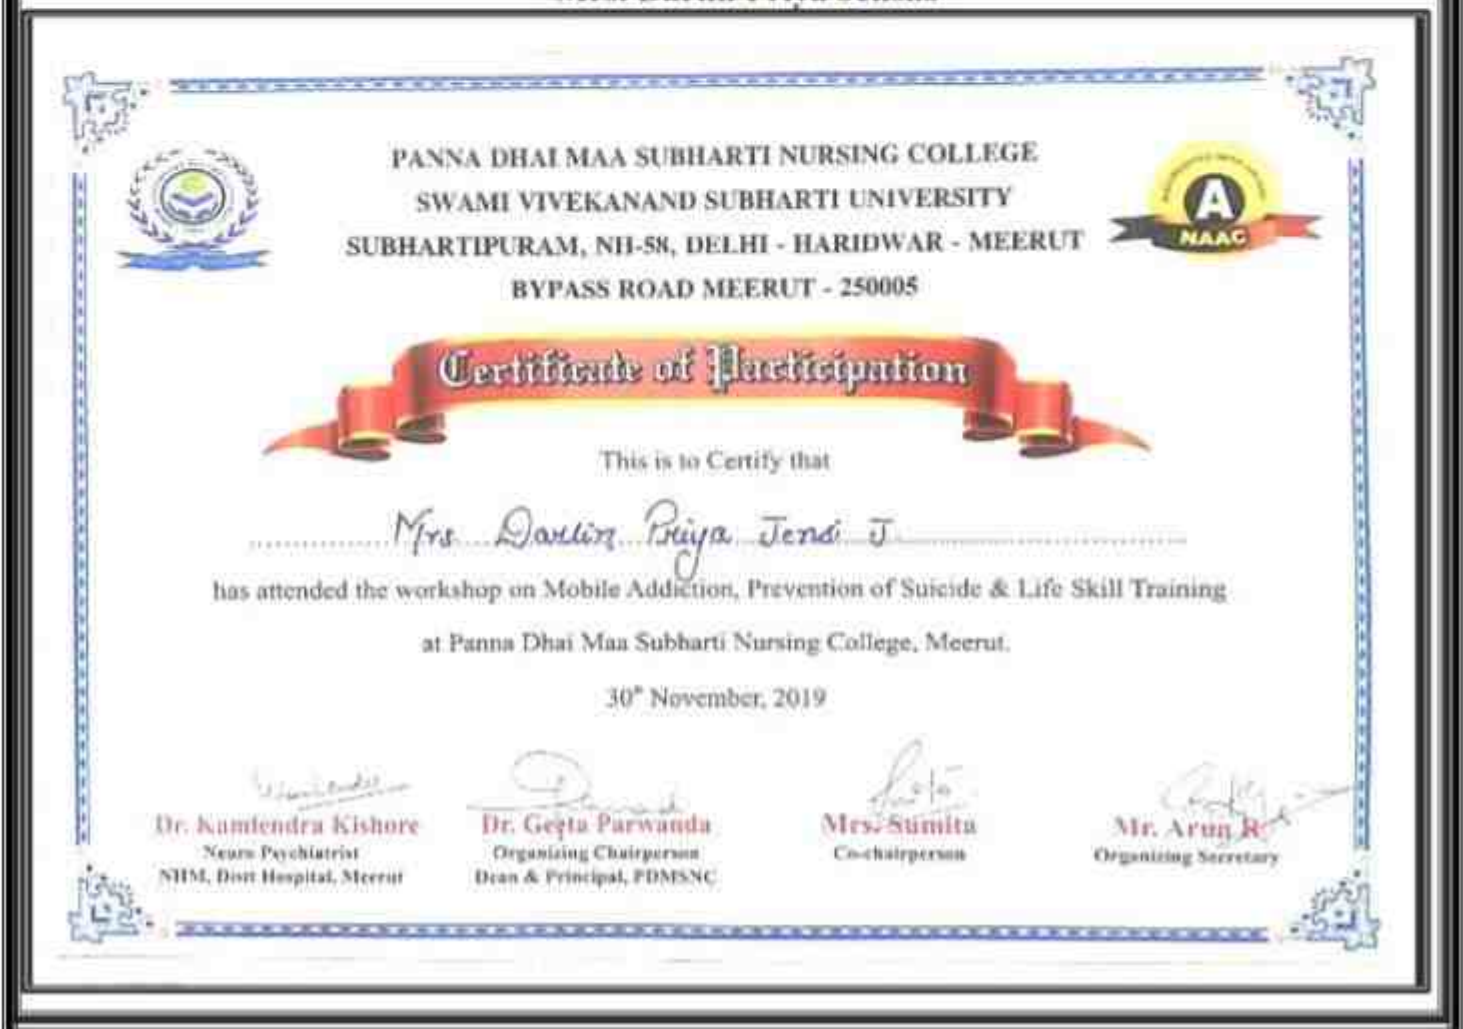 PANNA DHAI MAA SUBHARTI NURSING COLLEGE
SWAMI VIVEKANAND SUBHARTI UNIVERSITY
SUBHARTIPURAM, NH-58, DELHI - HARIDWAR - MEERUT
BYPASS ROAD MEERUT - 250005
A
NAAC
Certificate of Participation
This is to Certify that
Mrs Darlin Priya Jensi J
has attended the workshop on Mobile Addiction, Prevention of Suicide & Life Skill Training
at Panna Dhai Maa Subharti Nursing College, Meerut.
30th November, 2019
Dr. Kamlendra Kishore
Neuro Psychiatrist
NHM, Distt Hospital, Meerut
Dr. Geeta Parwanda
Organizing Chairperson
Dean & Principal, PDMSNC
Mrs. Sumita
Co-chairperson
Mr. Arun R
Organizing Secretary